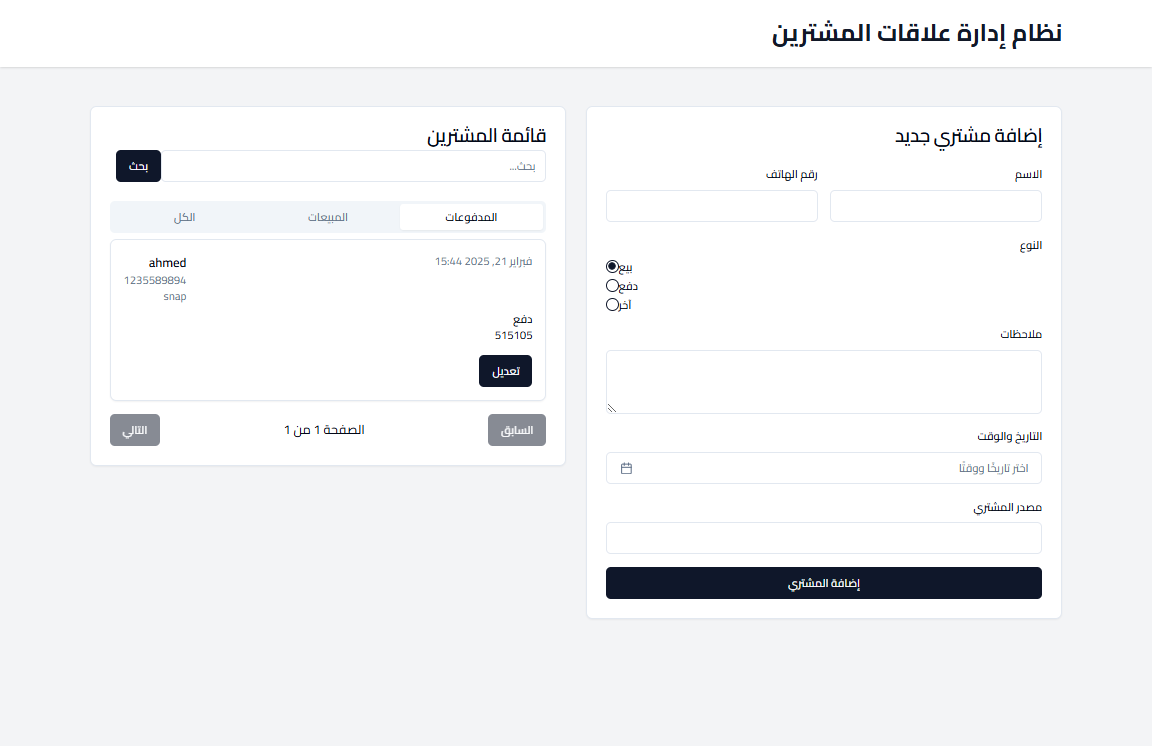 نظام إدارة علاقات المشترين
إضافة مشتري جديد
الاسم
رقم الهاتف
النوع
بيع
دفع
آخر
ملاحظات
التاريخ والوقت
اختر تاريخًا ووقتًا
مصدر المشتري
إضافة المشتري
قائمة المشترين
بحث...
بحث
المدفوعات
المبيعات
الكل
فبراير 21, 2025 15:44
ahmed
1235589894
snap
دفع
515105
تعديل
السابق
الصفحة 1 من 1
التالي